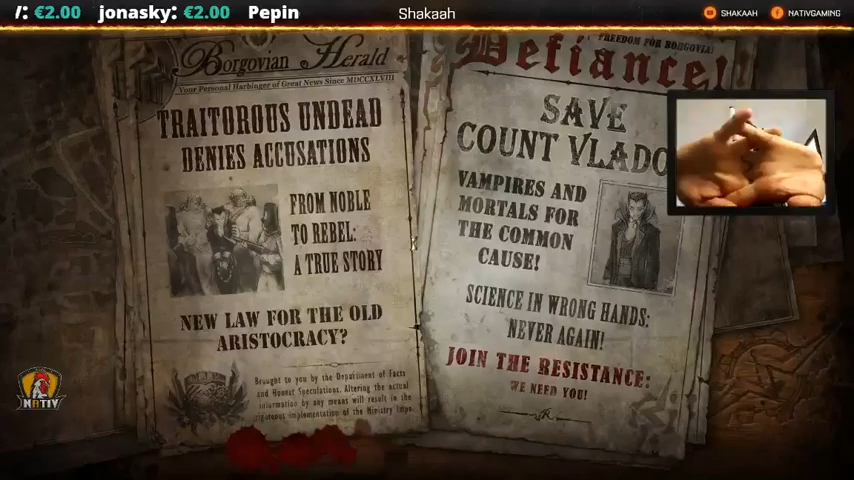 /: €2.00 jonasky: €2.00 Pepin
Shakaah
SHAKAAH
NATIVGAMING
Borgovian Herald
Your Personal Harbinger of Great News Since MDCCXLVIII
TRAITOROUS UNDEAD
DENIES ACCUSATIONS
FROM NOBLE
TO REBEL:
A TRUE STORY
NEW LAW FOR THE OLD
ARISTOCRACY?
Brought to you by the Department of Facts
and Honest Speculations. Altering the actual
information by any means will result in the
implementation of the Ministry
FREEDOM FOR BORGOVIA!
Defiance!
SAVE
COUNT VLADO
VAMPIRES AND
MORTALS FOR
THE COMMON
CAUSE!
SCIENCE IN WRONG HANDS:
NEVER AGAIN!
JOIN THE RESISTANCE:
WE NEED YOU!
NATIV